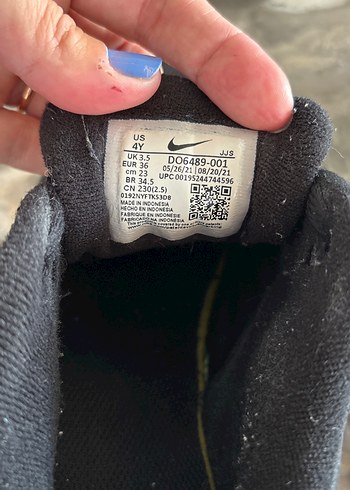 US
4Y
JJS
UK 3.5
DO6489-001
EUR 36
05/26/21 | 08/20/21
cm 23
UPC 00195244744596
BR 34.5
CN 230(2.5)
0192NYFTK53D8
MADE IN INDONESIA
HECHO EN INDONESIA
FABRIQUE EN INDONESIE
FABRICADO NA INDONESIA